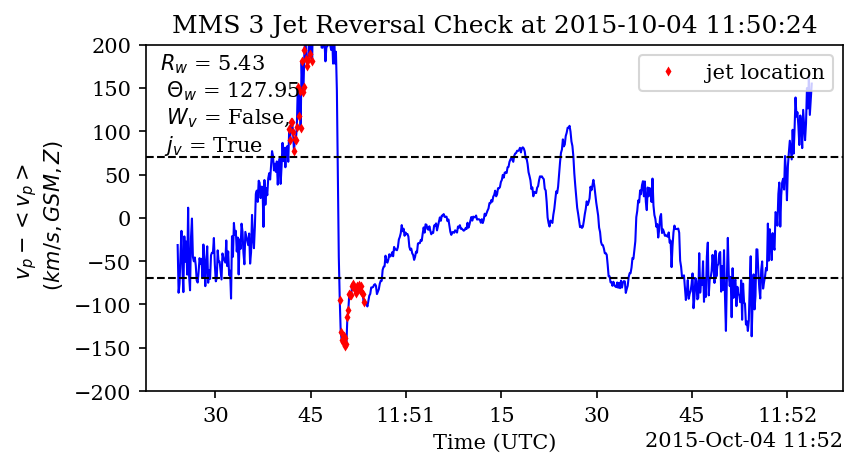 MMS 3 Jet Reversal Check at 2015-10-04 11:50:24
R_w = 5.43
Θ_w = 127.95
W_v = False,
j_v = True
jet location
v_p − < v_p >
(km/s, GSM, Z)
200
150
100
50
0
−50
−100
−150
−200
30 45 11:51 15 30 45 11:52
Time (UTC)
2015-Oct-04 11:52